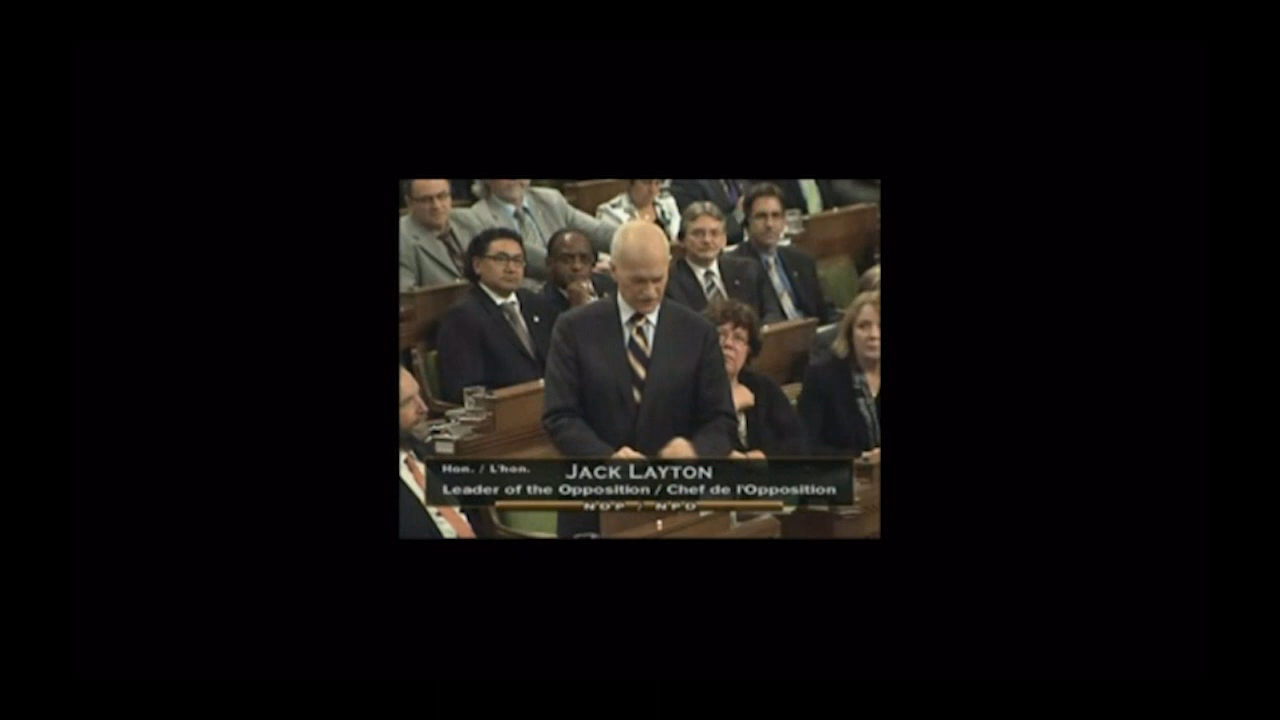 Hon. / L'hon. JACK LAYTON
Leader of the Opposition / Chef de l'Opposition
NDP / NPD